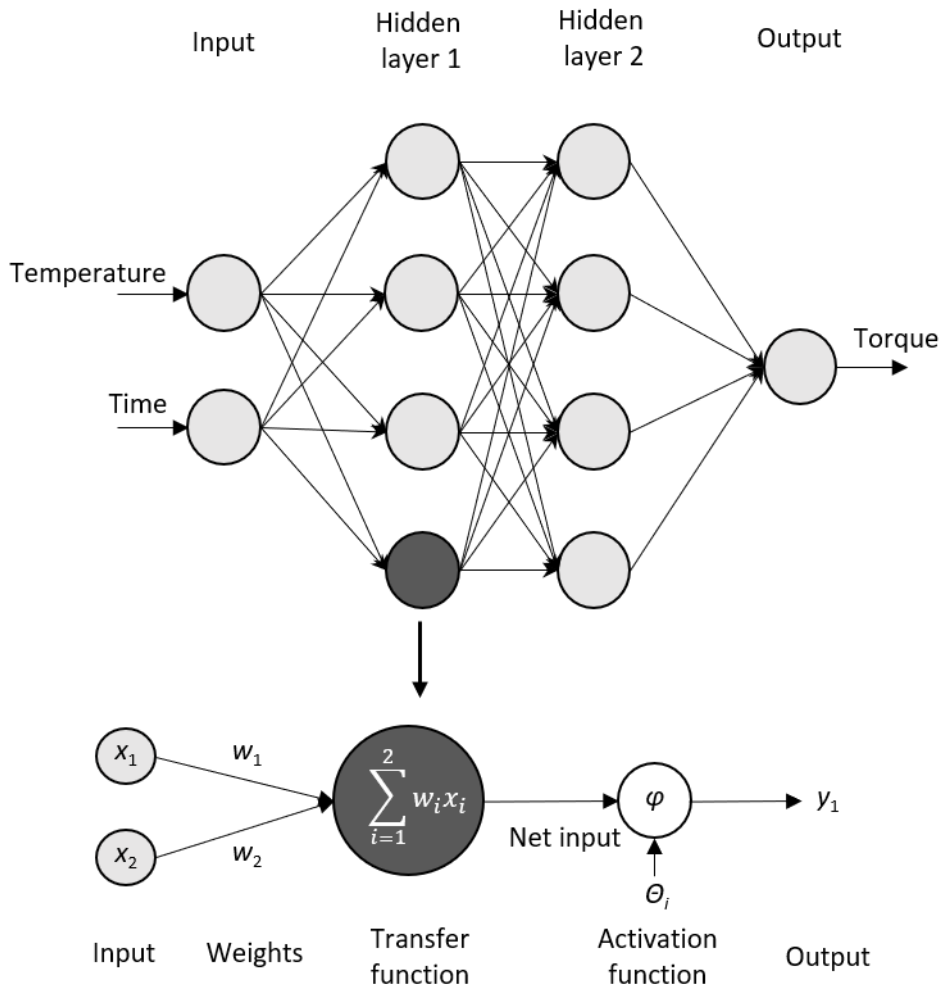 Input
Hidden
layer 1
Hidden
layer 2
Output
Temperature
Time
Torque
x₁
w₁
x₂
w₂
2
∑ wᵢxᵢ
i=1
Net input
φ
y₁
Θᵢ
Input
Weights
Transfer
function
Activation
function
Output